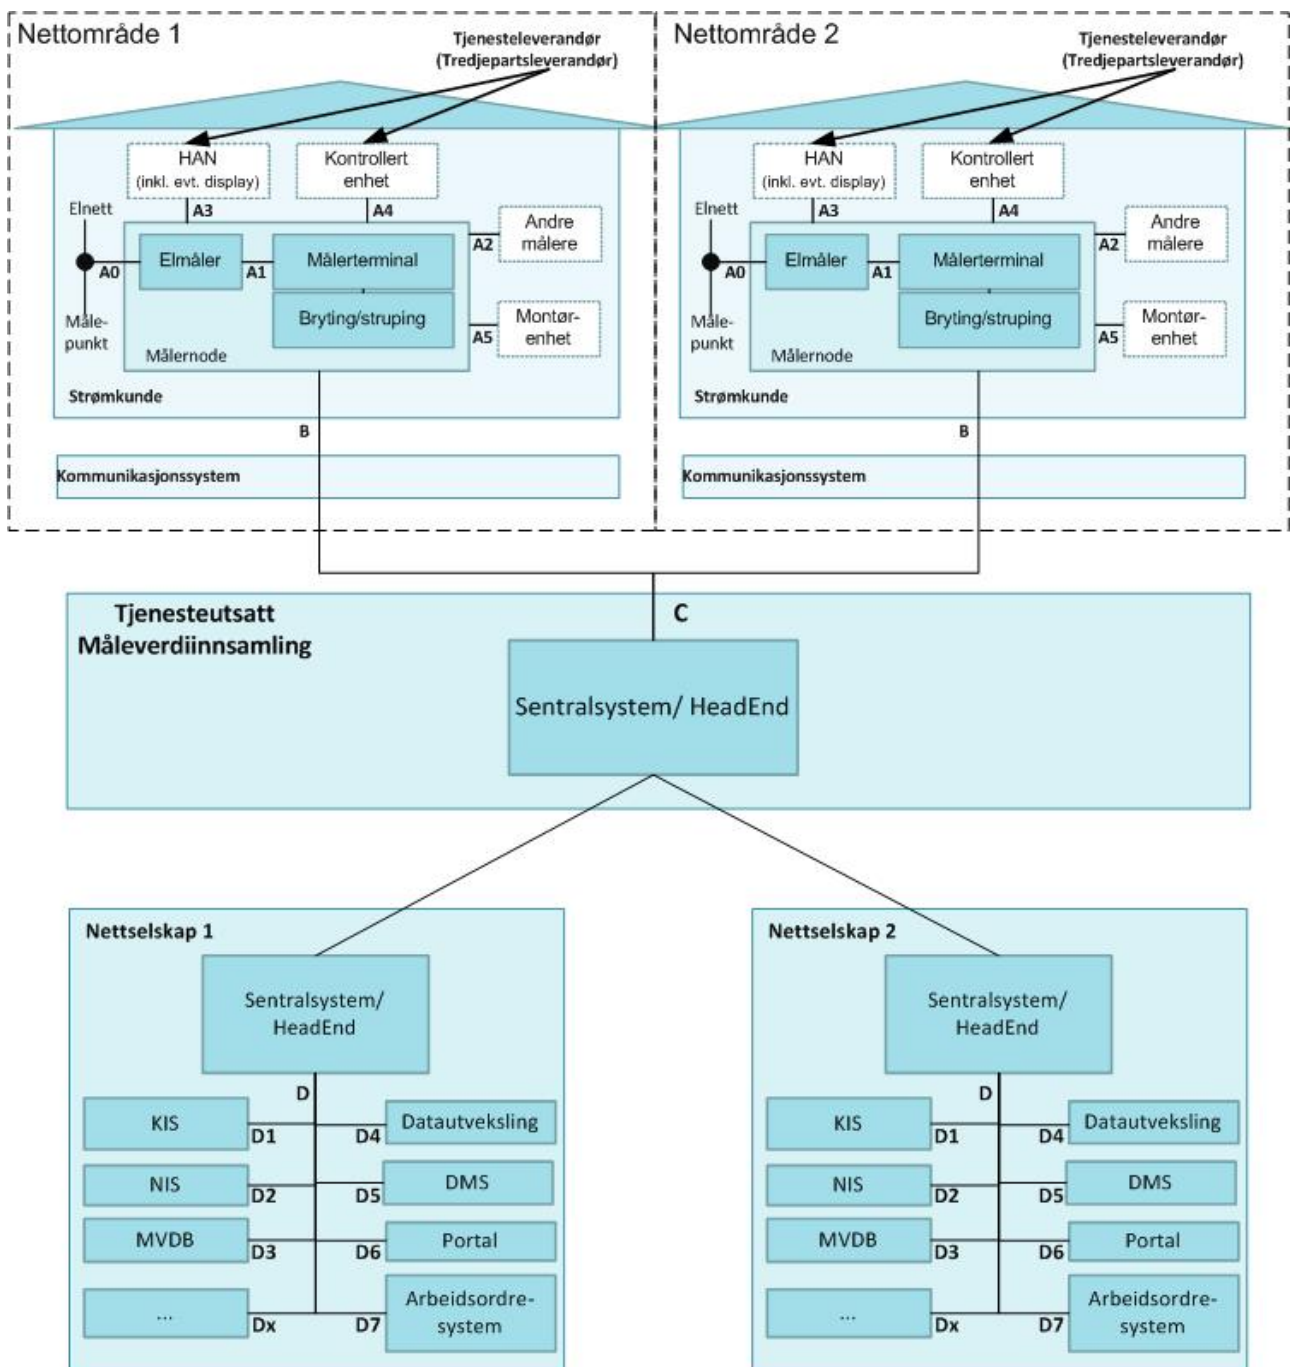 Nettområde 1
Tjenesteleverandør
(Tredjepartsleverandør)
HAN
(inkl. evt. display)
Kontrollert
enhet
A3
A4
Elnett
Andre
målere
A2
A0
Elmåler
A1
Målerterminal
Bryting/struping
Måle-
punkt
Målernode
A5
Montør-
enhet
Strømkunde
B
Kommunikasjonssystem
Nettområde 2
Tjenesteleverandør
(Tredjepartsleverandør)
HAN
(inkl. evt. display)
Kontrollert
enhet
A3
A4
Elnett
Andre
målere
A2
A0
Elmåler
A1
Målerterminal
Bryting/struping
Måle-
punkt
Målernode
A5
Montør-
enhet
Strømkunde
B
Kommunikasjonssystem
Tjenesteutsatt
Måleverdiinnsamling
C
Sentralsystem/ HeadEnd
Nettselskap 1
Sentralsystem/
HeadEnd
D
KIS
D1
D4
Datautveksling
NIS
D2
D5
DMS
MVDB
D3
D6
Portal
...
Dx
D7
Arbeidsordre-
system
Nettselskap 2
Sentralsystem/
HeadEnd
D
KIS
D1
D4
Datautveksling
NIS
D2
D5
DMS
MVDB
D3
D6
Portal
...
Dx
D7
Arbeidsordre-
system